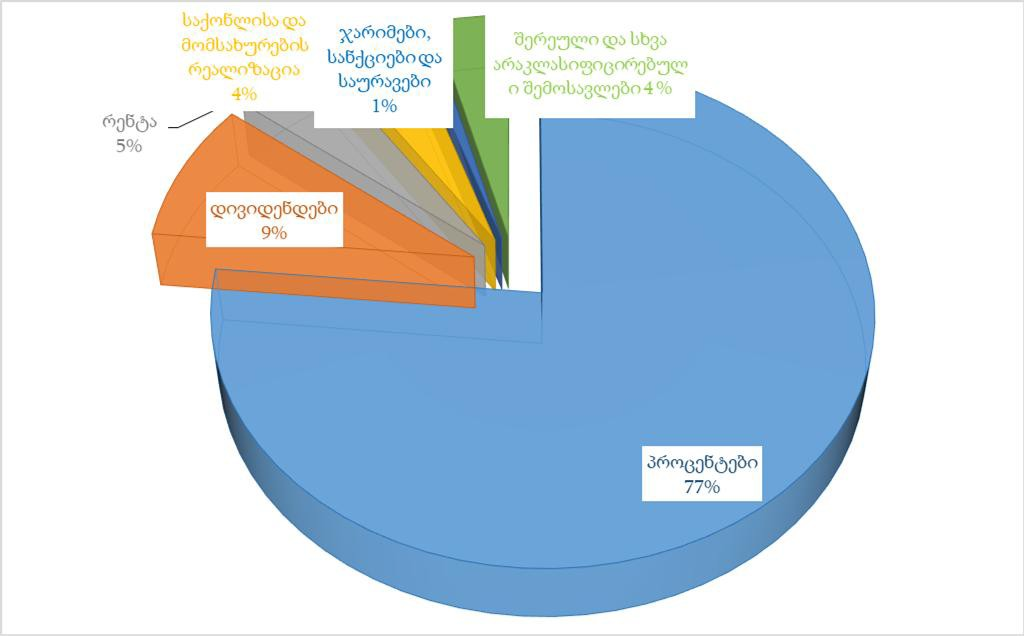 საქონლისა და
მომსახურების
რეალიზაცია
4%
ჯარიმები,
სანქციები და
საურავები
1%
შერეული და სხვა
არაკლასიფიცირებულ
ი შემოსავლები 4 %
რენტა
5%
დივიდენდები
9%
პროცენტები
77%